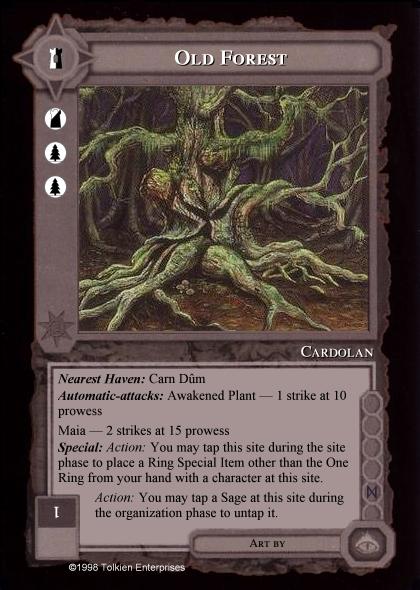 OLD FOREST
CARDOLAN
Nearest Haven: Carn Dûm
Automatic-attacks: Awakened Plant — 1 strike at 10
prowess
Maia — 2 strikes at 15 prowess
Special: Action: You may tap this site during the site
phase to place a Ring Special Item other than the One
Ring from your hand with a character at this site.
Action: You may tap a Sage at this site during
the organization phase to untap it.
1
ART BY
©1998 Tolkien Enterprises